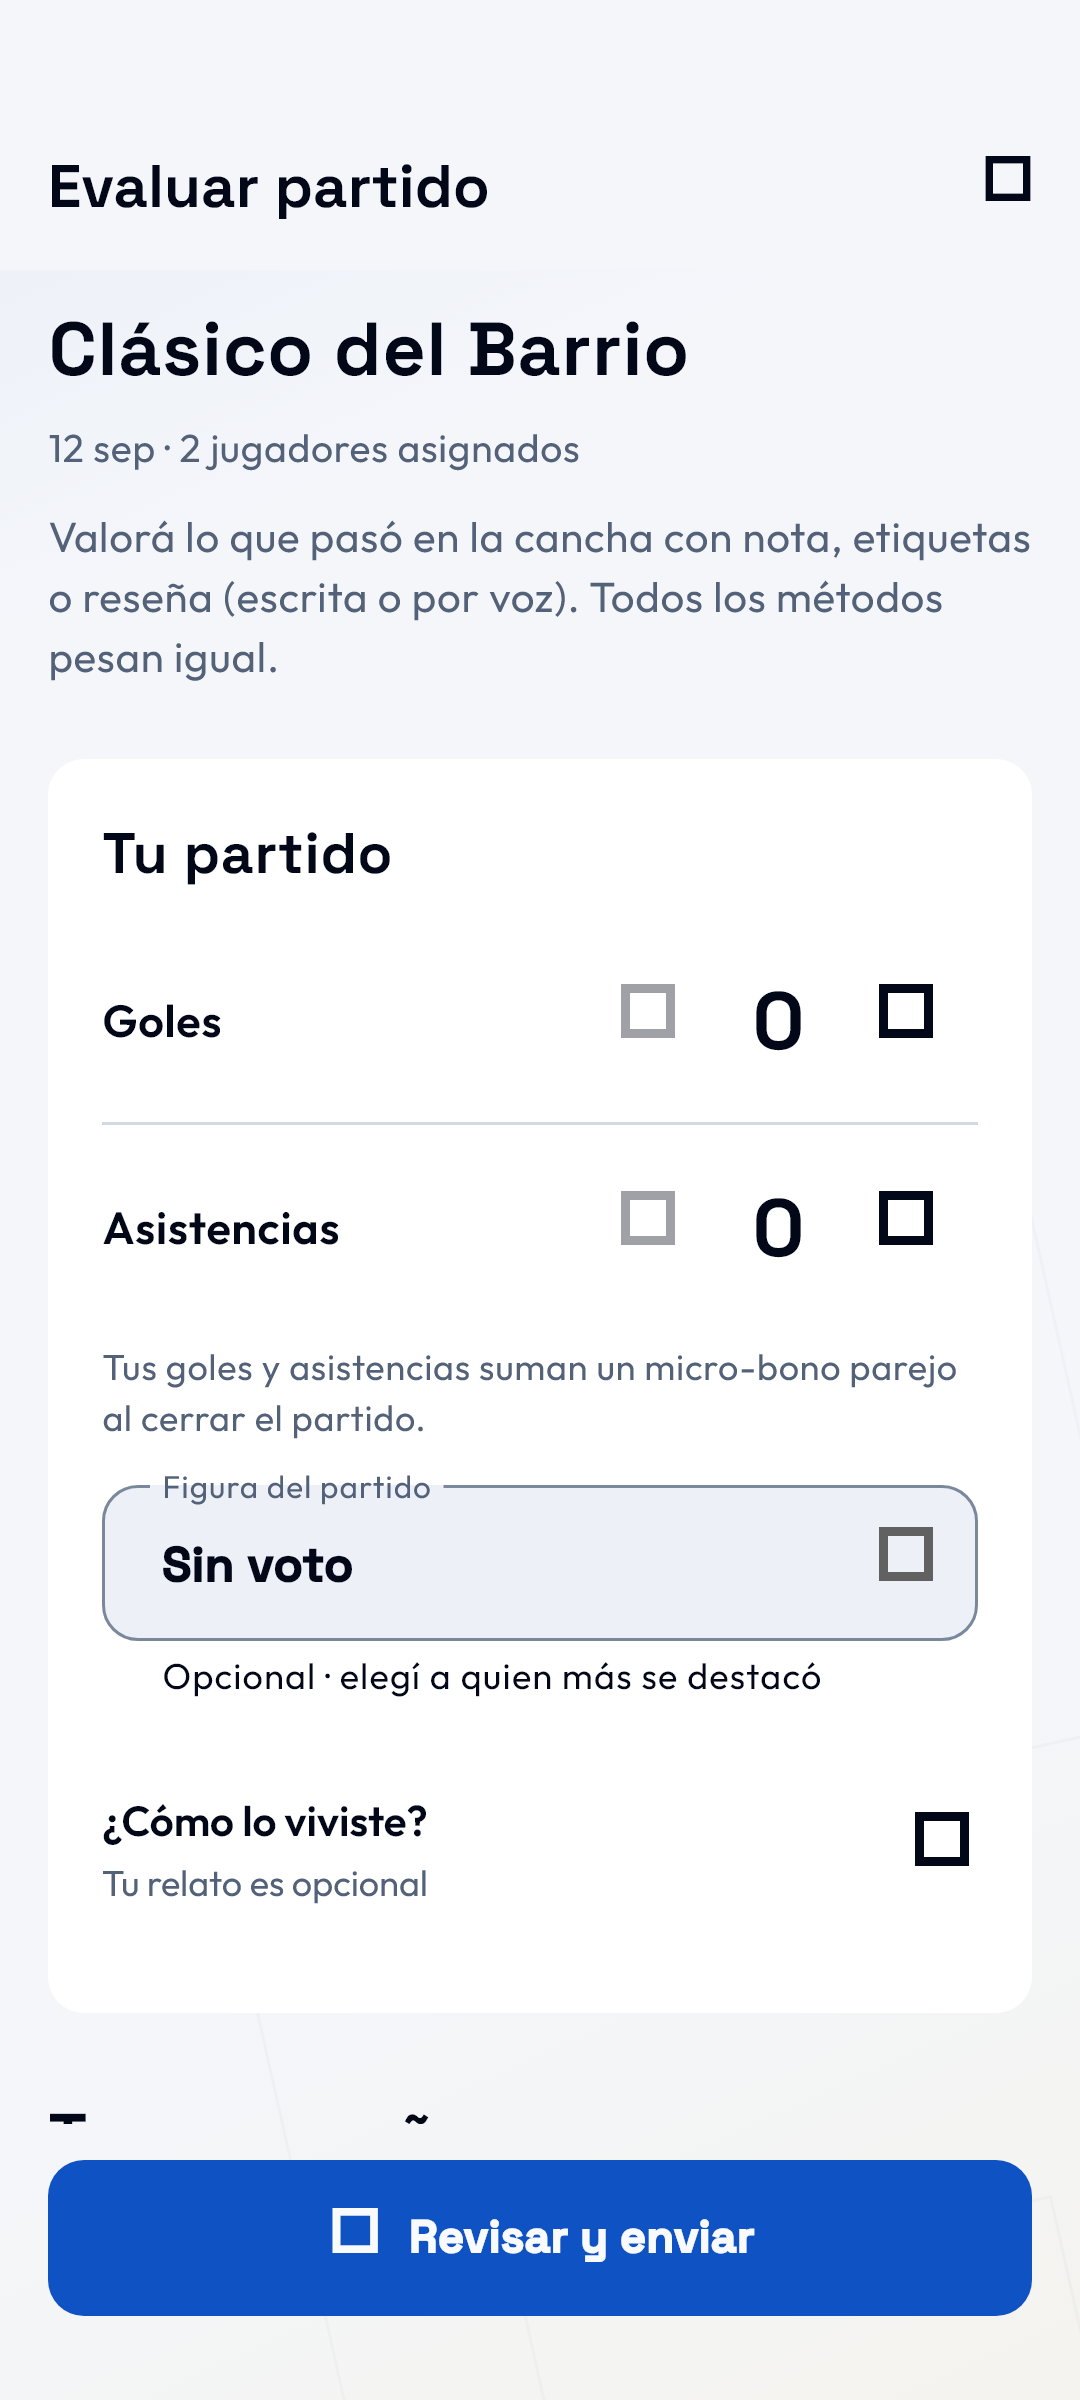 Evaluar partido
Clásico del Barrio
12 sep · 2 jugadores asignados
Valorá lo que pasó en la cancha con nota, etiquetas
o reseña (escrita o por voz). Todos los métodos
pesan igual.
Tu partido
Goles 0
Asistencias 0
Tus goles y asistencias suman un micro-bono parejo
al cerrar el partido.
Figura del partido
Sin voto
Opcional · elegí a quien más se destacó
¿Cómo lo viviste?
Tu relato es opcional
Revisar y enviar